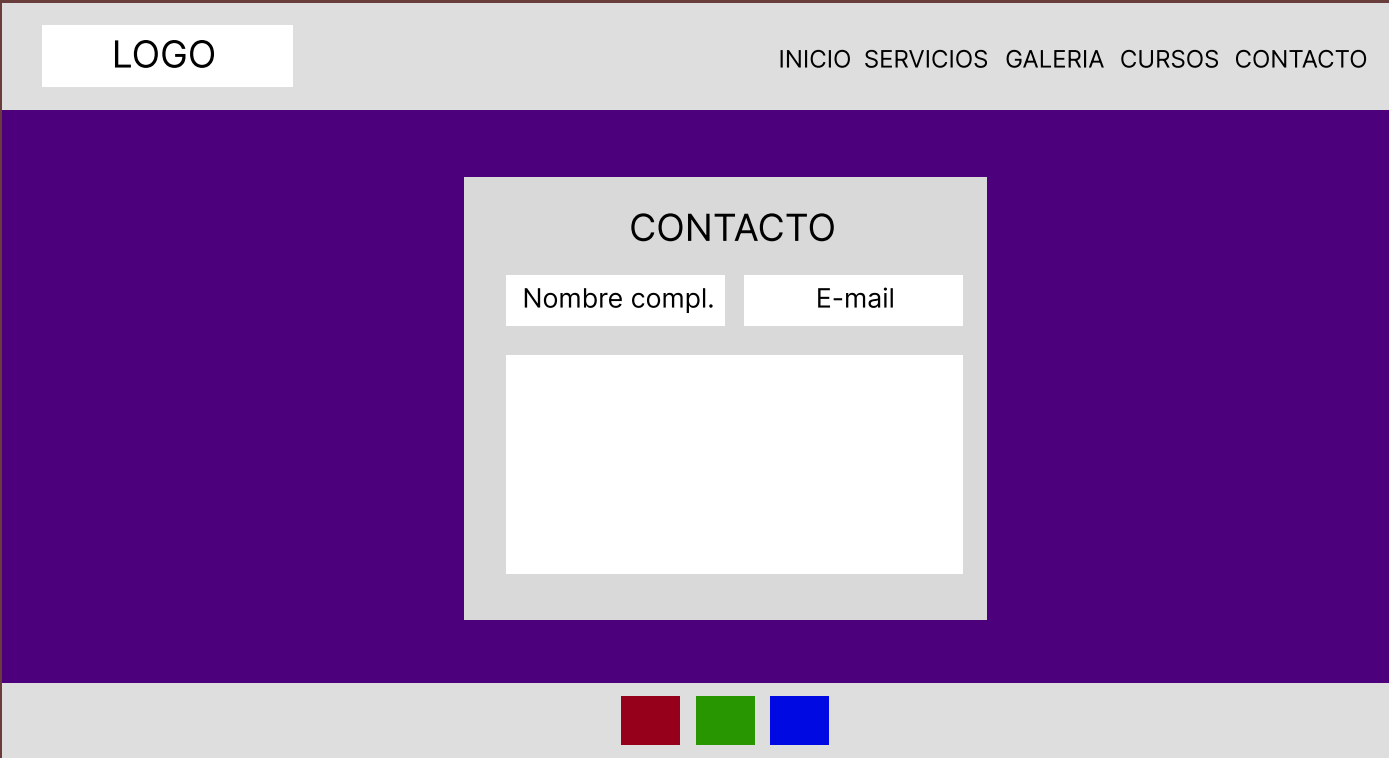 LOGO
INICIO SERVICIOS GALERIA CURSOS CONTACTO
CONTACTO
Nombre compl. E-mail